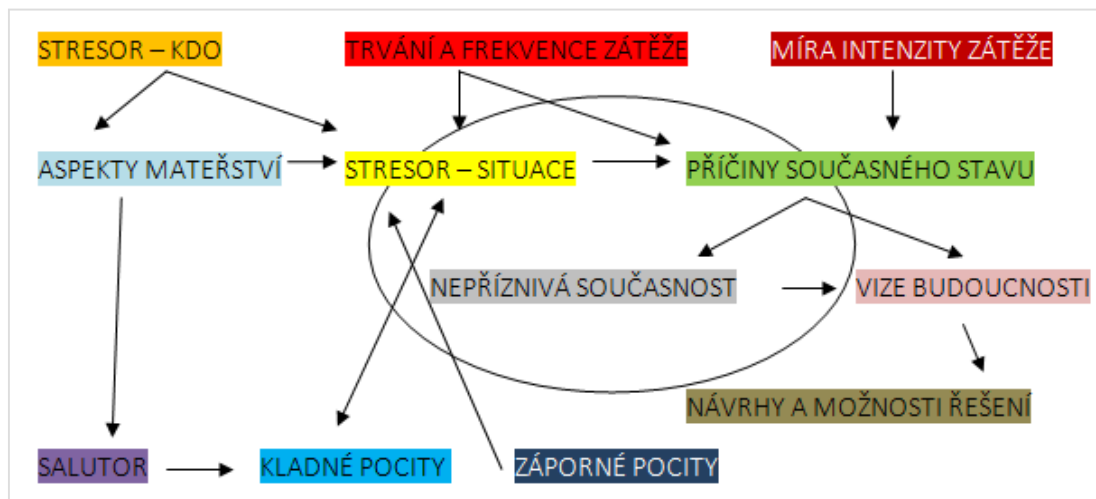 STRESOR – KDO
TRVÁNÍ A FREKVENCE ZÁTĚŽE
MÍRA INTENZITY ZÁTĚŽE
ASPEKTY MATEŘSTVÍ
STRESOR – SITUACE
PŘÍČINY SOUČASNÉHO STAVU
NEPŘÍZNIVÁ SOUČASNOST
VIZE BUDOUCNOSTI
NÁVRHY A MOŽNOSTI ŘEŠENÍ
SALUTOR
KLADNÉ POCITY
ZÁPORNÉ POCITY